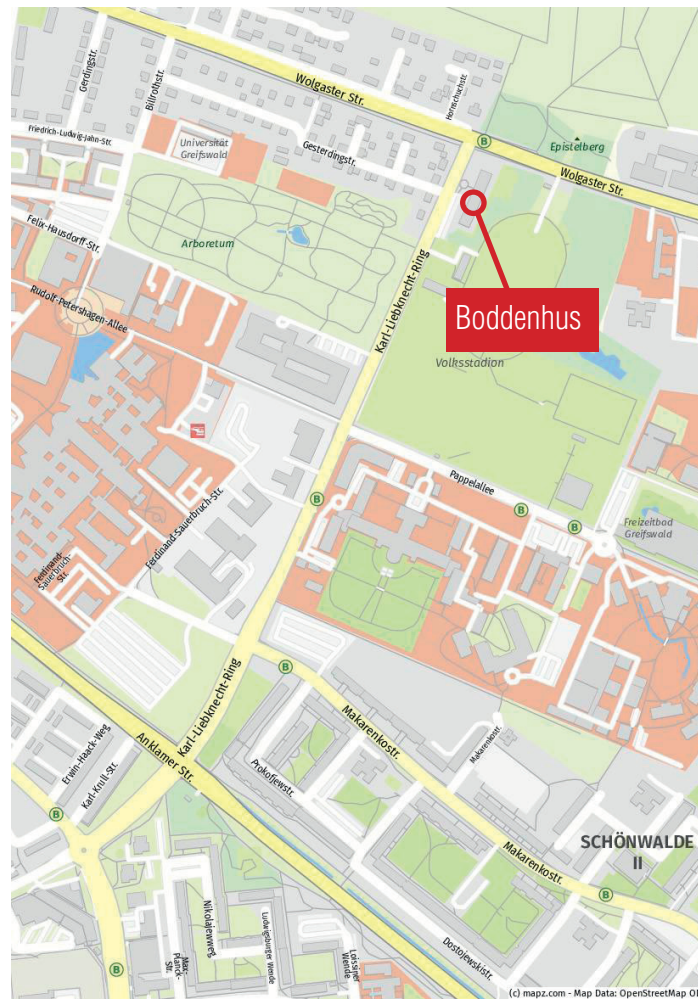 Gerdingstr.
Billrothstr.
Wolgaster Str.
Hornschuchstr.
Friedrich-Ludwig-Jahn-Str.
Universität
Greifswald
Gesterdingstr.
B
Epistelberg
Wolgaster Str.
Felix-Hausdorff-Str.
Arboretum
Rudolf-Petershagen-Allee
Karl-Liebknecht-Ring
Boddenhus
Volksstadion
Pappelallee
B
B
B
Freizeitbad
Greifswald
Ferdinand-Sauerbruch-Str.
Ferdinand-
Sauerbruch-
Str.
B
Karl-Liebknecht-Ring
Makarenkostr.
Makarenkostr.
Anklamer Str.
Erwin-Haack-Weg
Karl-Krull-Str.
Prokofjewstr.
B
SCHÖNWALDE
II
Makarenkostr.
B
Nikolajeweg
Max-
Planck-
Str.
Ludwigsburger Wende
Loissiner
Wende
Dostojewskistr.
B
(c) mapz.com - Map Data: OpenStreetMap